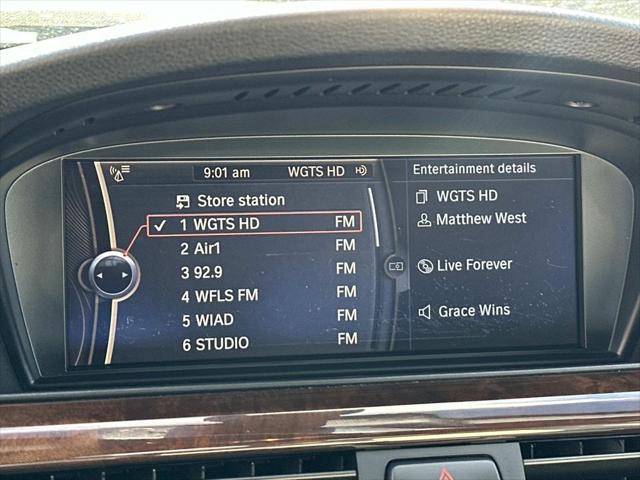 9:01 am WGTS HD
Store station
1 WGTS HD FM
2 Air1 FM
3 92.9 FM
4 WFLS FM FM
5 WIAD FM
6 STUDIO FM
Entertainment details
WGTS HD
Matthew West
Live Forever
Grace Wins